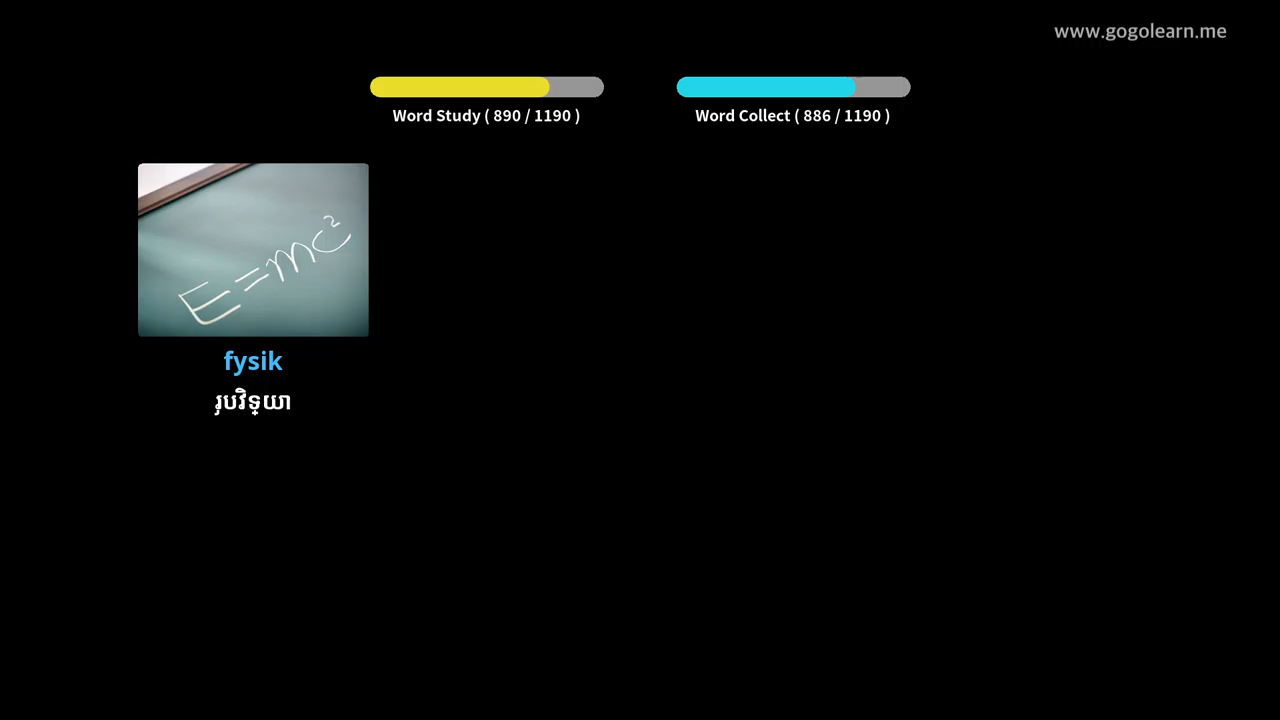 www.gogolearn.me
Word Study ( 890 / 1190 )
Word Collect ( 886 / 1190 )
E=mc²
fysik
រូបវិទ្យា